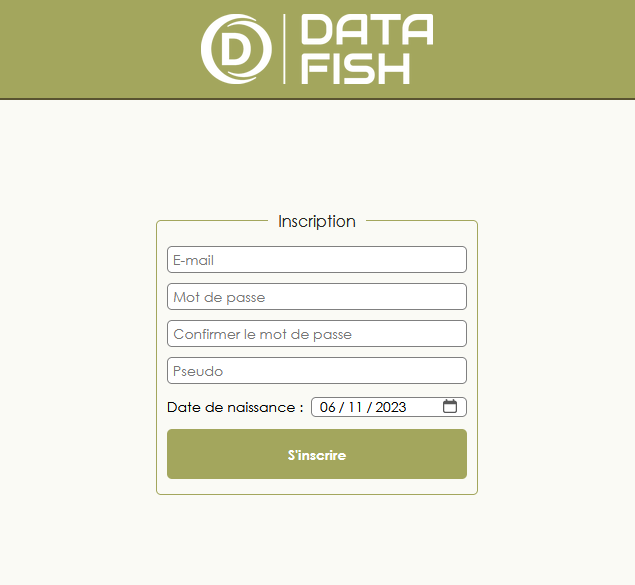 D
DATA
FISH
Inscription
E-mail
Mot de passe
Confirmer le mot de passe
Pseudo
Date de naissance : 06 / 11 / 2023
S'inscrire